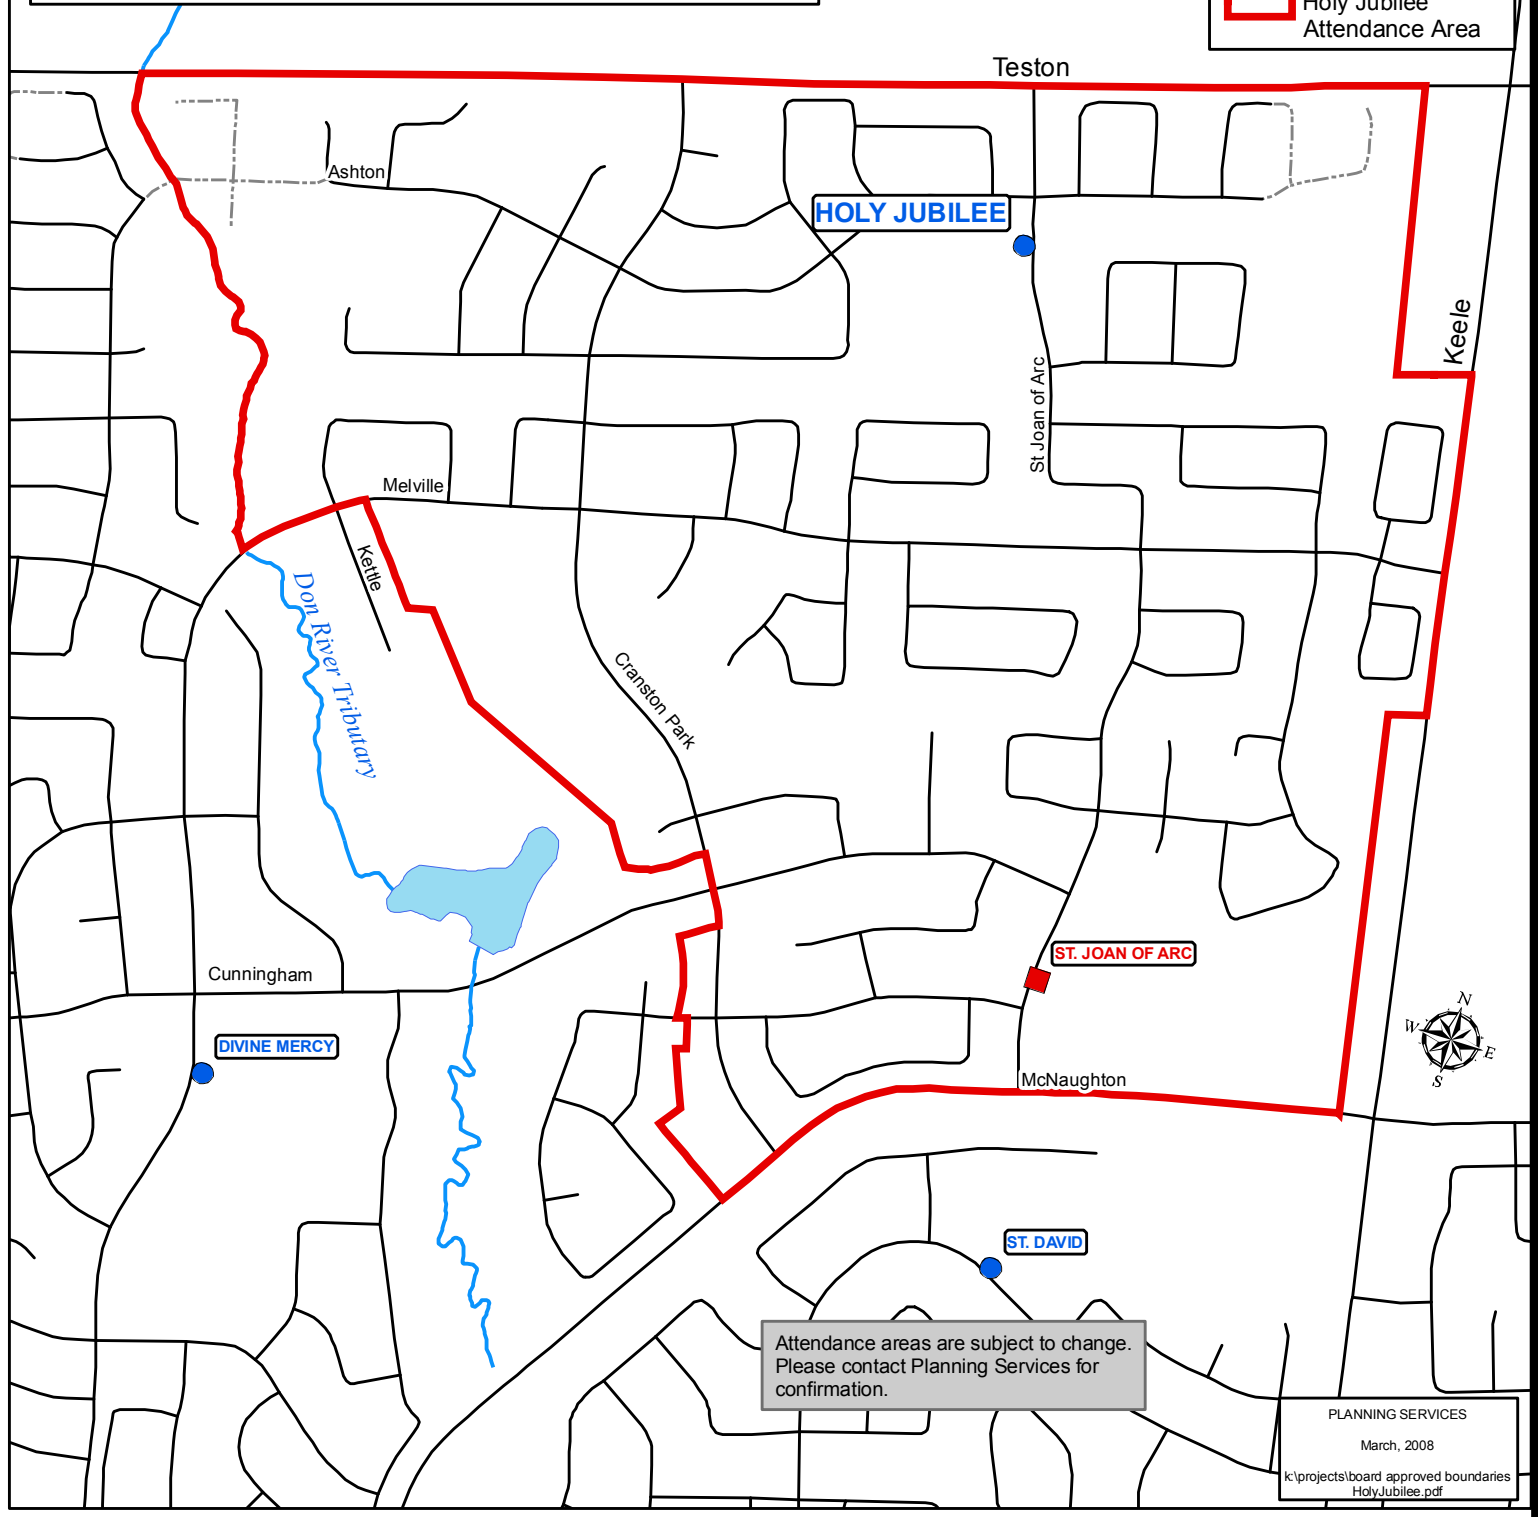 Holy Jubilee
Attendance Area
Teston
Ashton
HOLY JUBILEE
Keele
St Joan of Arc
Melville
Kettle
Don River Tributary
Cranston Park
ST. JOAN OF ARC
Cunningham
DIVINE MERCY
N
W
E
S
McNaughton
ST. DAVID
Attendance areas are subject to change.
Please contact Planning Services for
confirmation.
PLANNING SERVICES
March, 2008
k:\projects\board approved boundaries
HolyJubilee.pdf